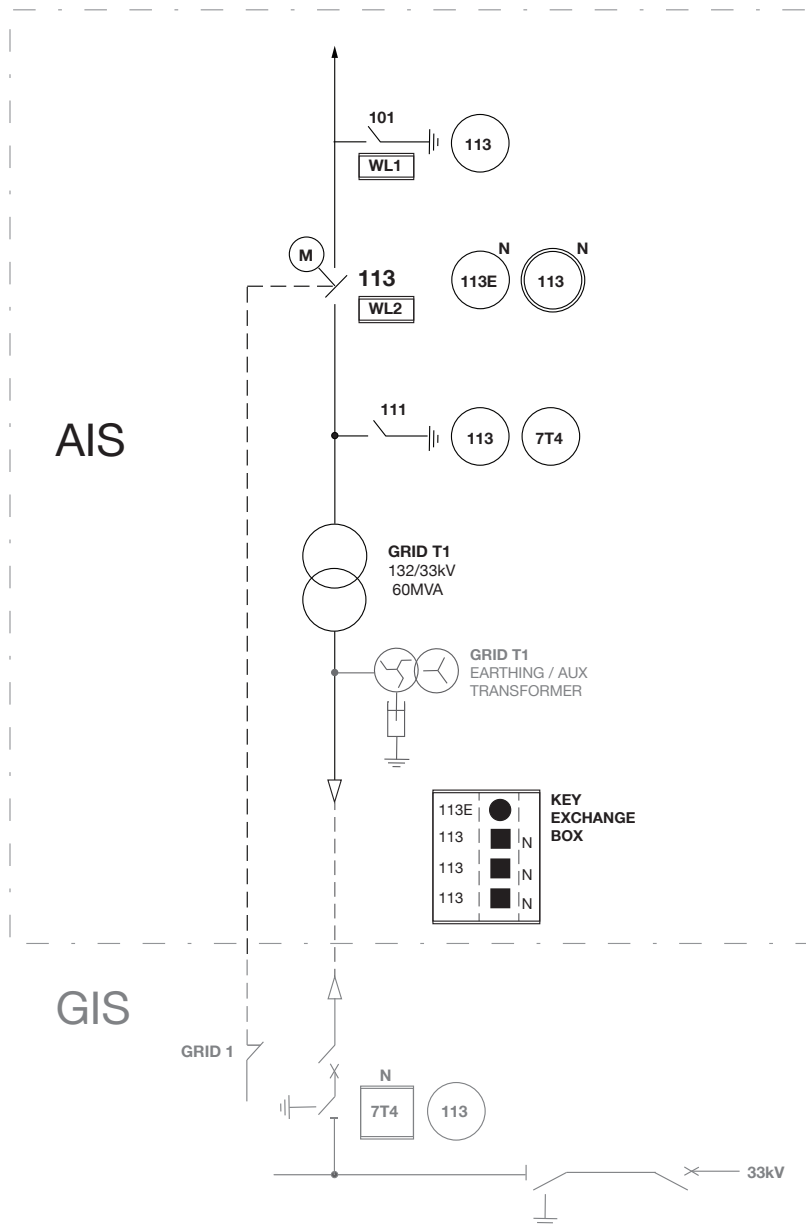 101
113
WL1
M
113
N
N
113E
113
WL2
AIS
111
113
7T4
GRID T1
132/33kV
60MVA
GRID T1
EARTHING / AUX
TRANSFORMER
113E
113
N
113
N
113
N
KEY
EXCHANGE
BOX
GIS
GRID 1
N
7T4
113
33kV